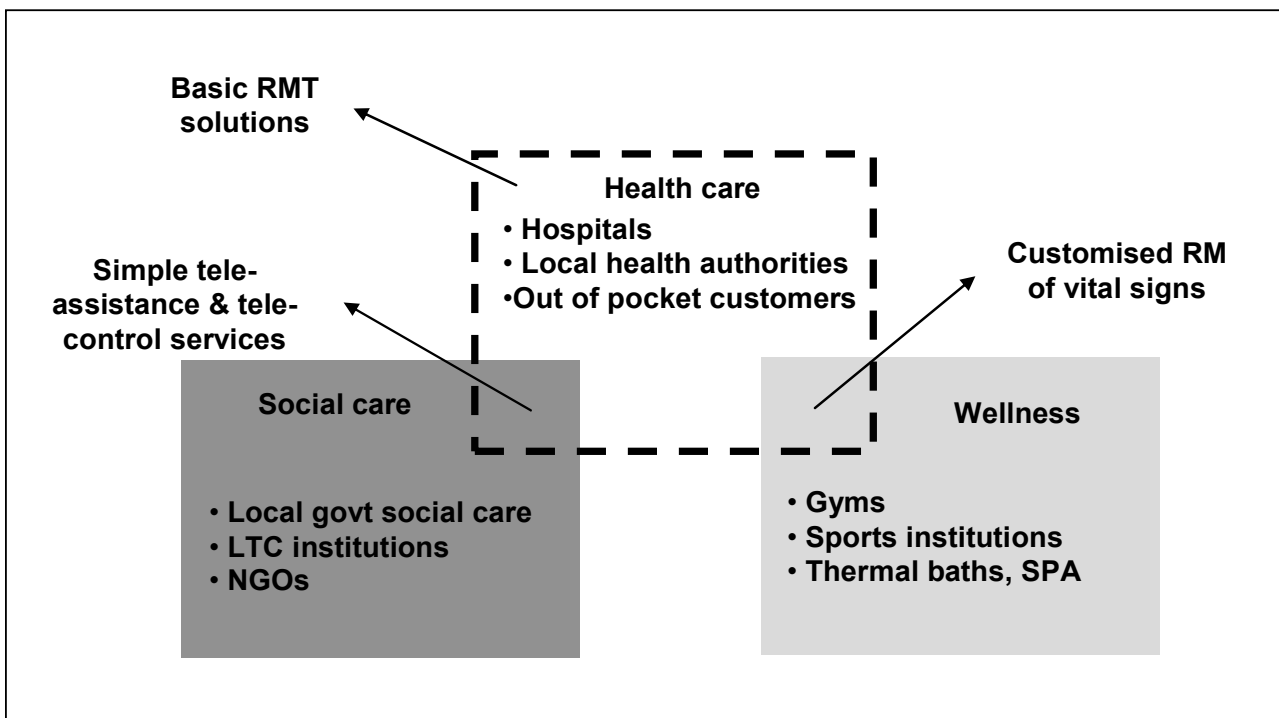 Basic RMT
solutions
Health care
• Hospitals
• Local health authorities
•Out of pocket customers
Simple tele-
assistance & tele-
control services
Customised RM
of vital signs
Social care
• Local govt social care
• LTC institutions
• NGOs
Wellness
• Gyms
• Sports institutions
• Thermal baths, SPA